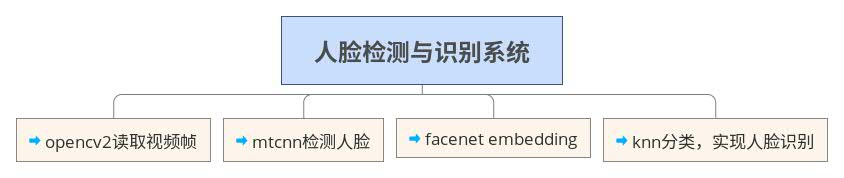 人脸检测与识别系统
opencv2读取视频帧
mtcnn检测人脸
facenet embedding
knn分类，实现人脸识别